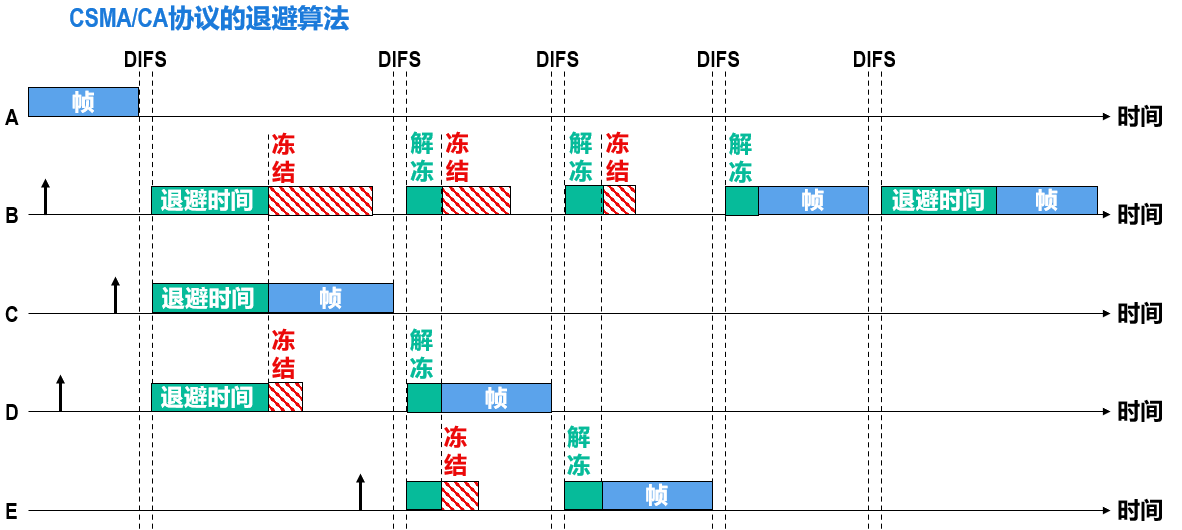 CSMA/CA协议的退避算法
DIFS DIFS DIFS DIFS DIFS
帧
A 时间
冻结 解冻 冻结 解冻 冻结 解冻
退避时间 帧 退避时间 帧
B 时间
退避时间 帧
C 时间
冻结 解冻
退避时间 帧
D 时间
冻结 解冻
帧
E 时间